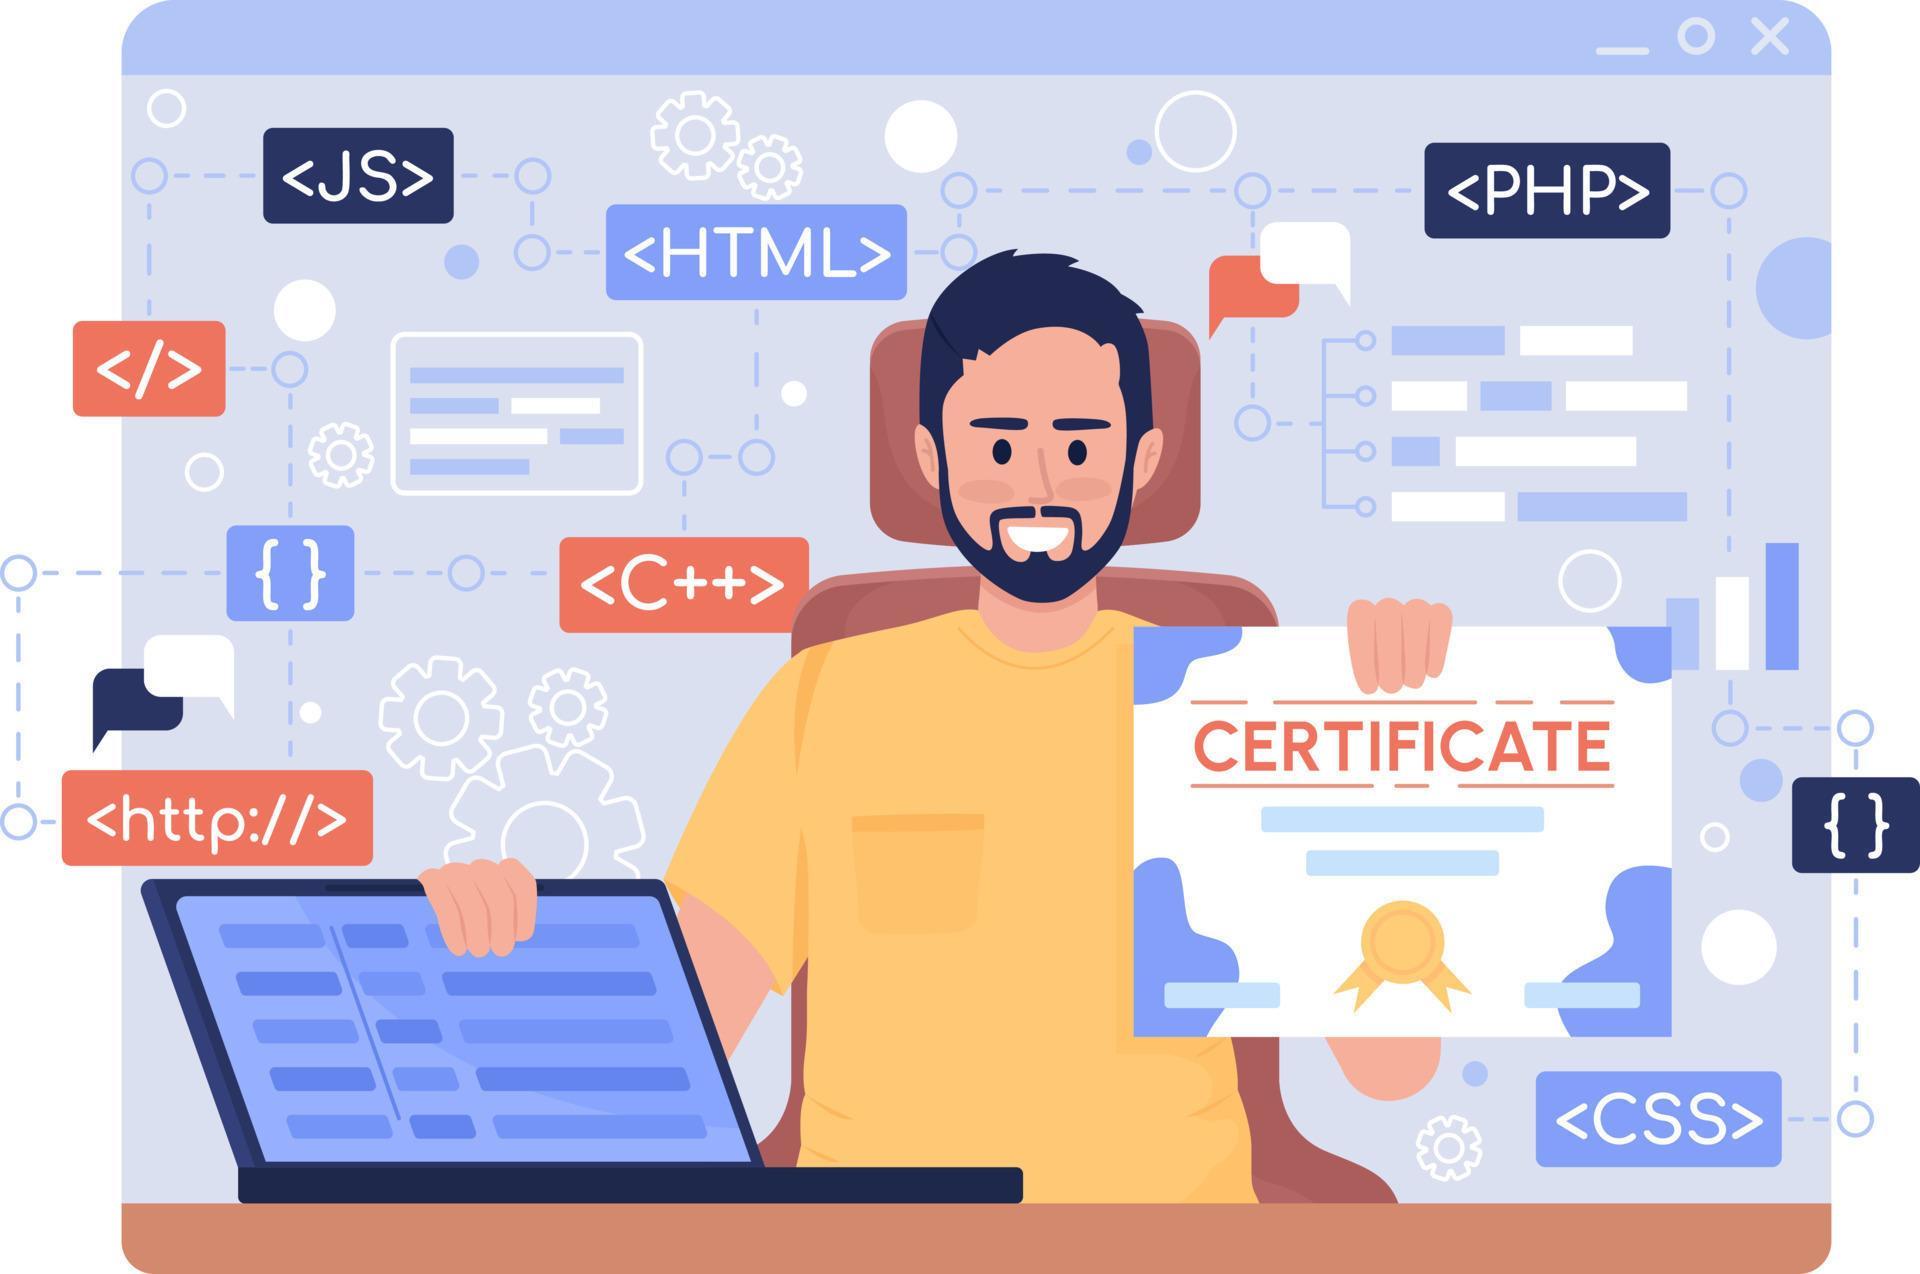 <JS>
<HTML>
<PHP>
</>
{ }
<C++>
<http://>
CERTIFICATE
{ }
<CSS>